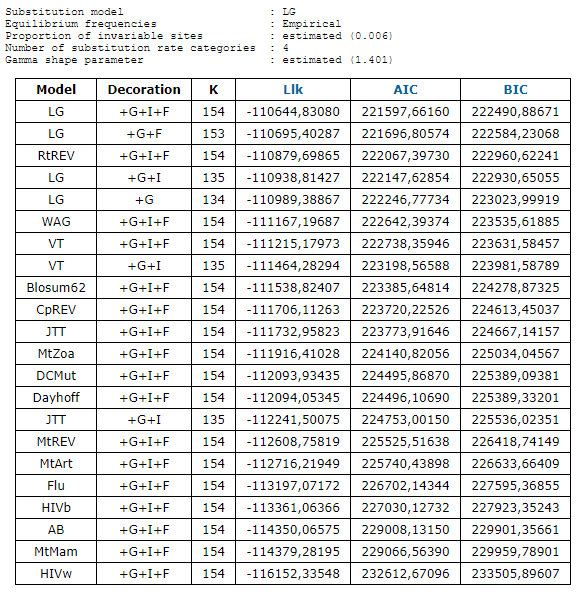 Substitution model : LG
Equilibrium frequencies : Empirical
Proportion of invariable sites : estimated (0.006)
Number of substitution rate categories : 4
Gamma shape parameter : estimated (1.401)
Model Decoration K Llk AIC BIC
LG +G+I+F 154 -110644,83080 221597,66160 222490,88671
LG +G+F 153 -110695,40287 221696,80574 222584,23068
RtREV +G+I+F 154 -110879,69865 222067,39730 222960,62241
LG +G+I 135 -110938,81427 222147,62854 222930,65055
LG +G 134 -110989,38867 222246,77734 223023,99919
WAG +G+I+F 154 -111167,19687 222642,39374 223535,61885
VT +G+I+F 154 -111215,17973 222738,35946 223631,58457
VT +G+I 135 -111464,28294 223198,56588 223981,58789
Blosum62 +G+I+F 154 -111538,82407 223385,64814 224278,87325
CpREV +G+I+F 154 -111706,11263 223720,22526 224613,45037
JTT +G+I+F 154 -111732,95823 223773,91646 224667,14157
MtZoa +G+I+F 154 -111916,41028 224140,82056 225034,04567
DCMut +G+I+F 154 -112093,93435 224495,86870 225389,09381
Dayhoff +G+I+F 154 -112094,05345 224496,10690 225389,33201
JTT +G+I 135 -112241,50075 224753,00150 225536,02351
MtREV +G+I+F 154 -112608,75819 225525,51638 226418,74149
MtArt +G+I+F 154 -112716,21949 225740,43898 226633,66409
Flu +G+I+F 154 -113197,07172 226702,14344 227595,36855
HIVb +G+I+F 154 -113361,06366 227030,12732 227923,35243
AB +G+I+F 154 -114350,06575 229008,13150 229901,35661
MtMam +G+I+F 154 -114379,28195 229066,56390 229959,78901
HIVw +G+I+F 154 -116152,33548 232612,67096 233505,89607